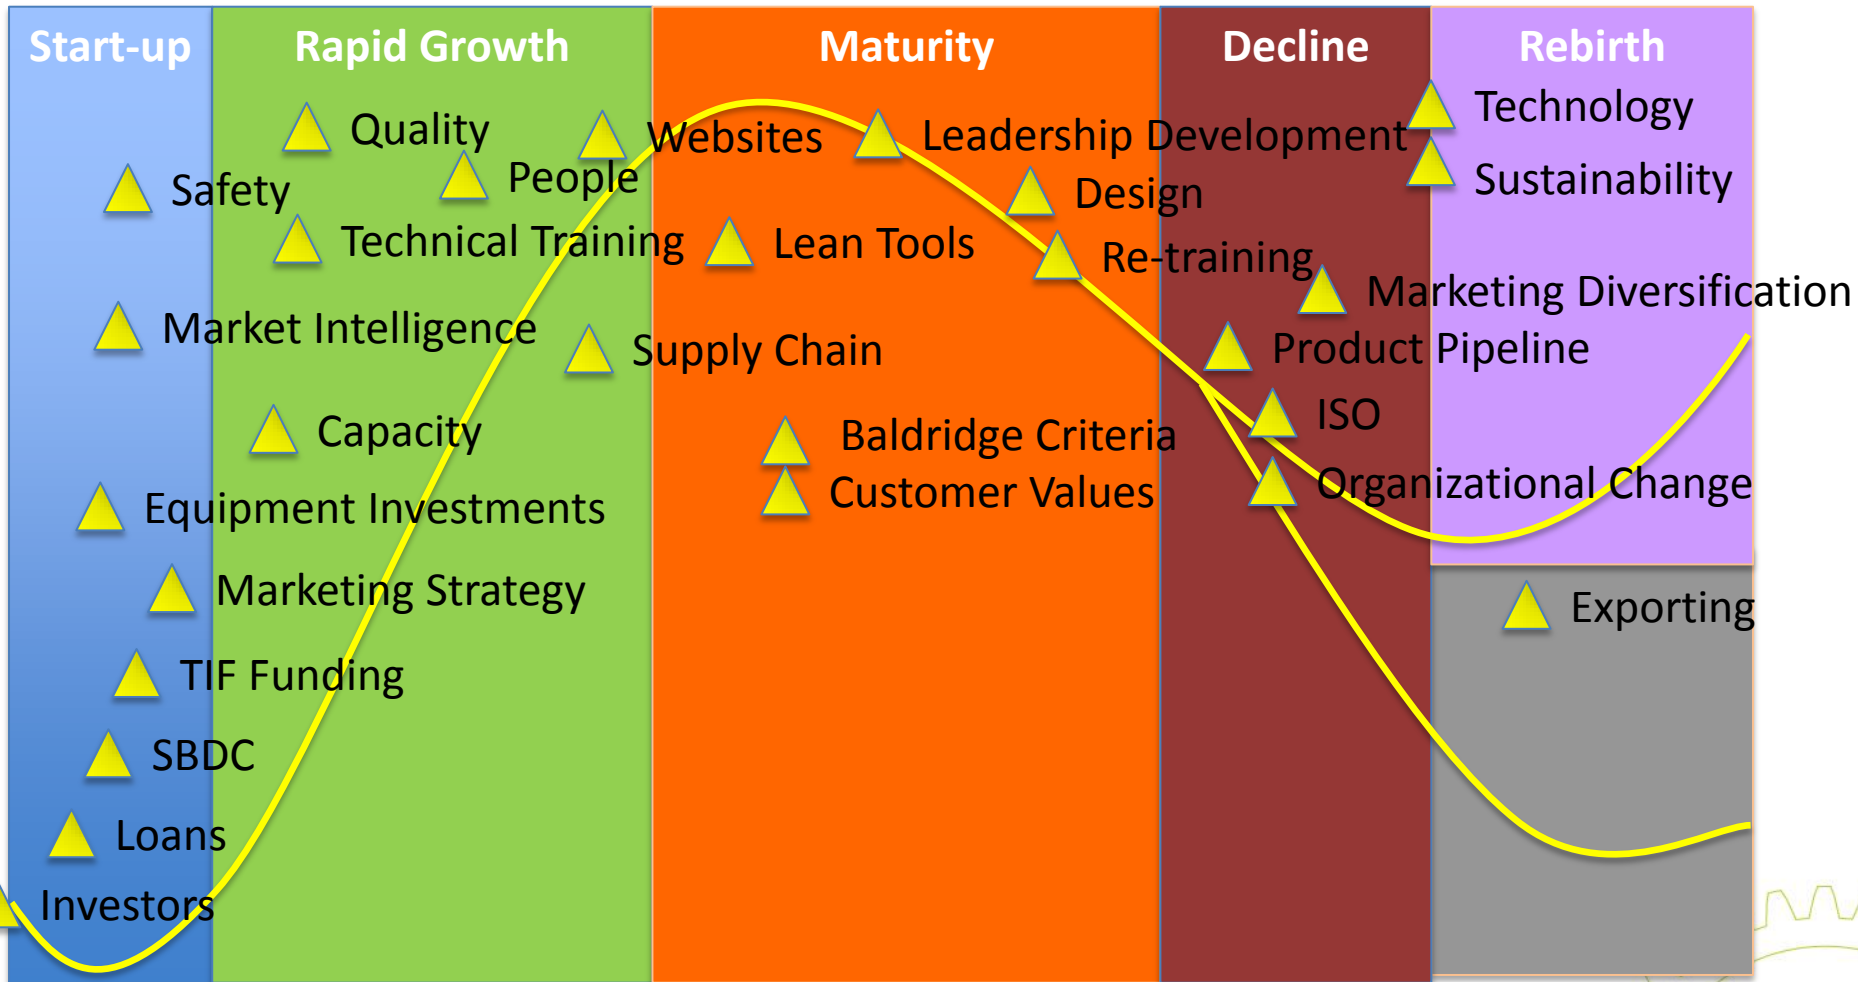 Start-up
Rapid Growth
Maturity
Decline
Rebirth
Safety
Market Intelligence
Equipment Investments
Marketing Strategy
TIF Funding
SBDC
Loans
Investors
Quality
People
Technical Training
Capacity
Websites
Supply Chain
Lean Tools
Baldridge Criteria
Customer Values
Leadership Development
Design
Re-training
Marketing Diversification
Product Pipeline
ISO
Organizational Change
Technology
Sustainability
Exporting